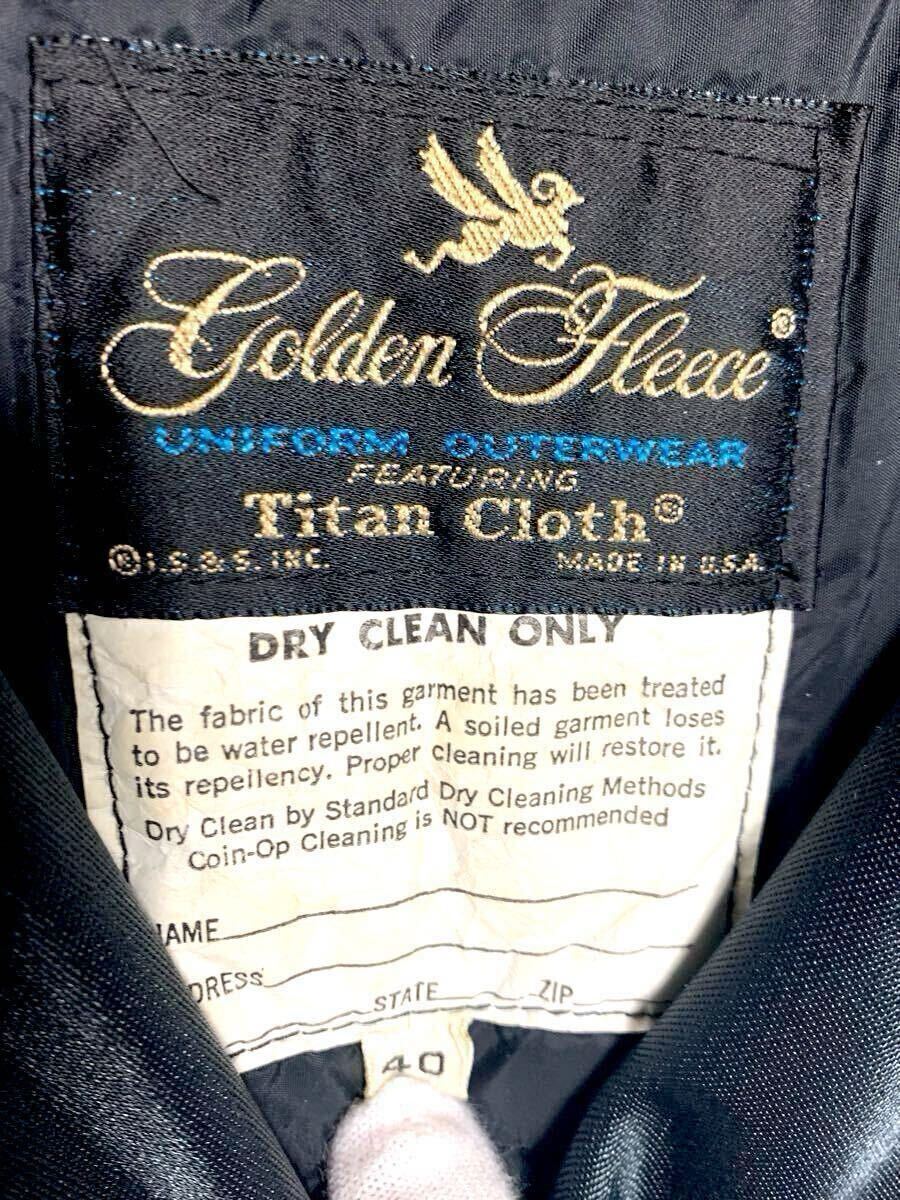 Golden Fleece®
UNIFORM OUTERWEAR
FEATURING
Titan Cloth®
©I.S.&S. INC. MADE IN U.S.A.
DRY CLEAN ONLY
The fabric of this garment has been treated
to be water repellent. A soiled garment loses
its repellency. Proper cleaning will restore it.
Dry Clean by Standard Dry Cleaning Methods
Coin-Op Cleaning is NOT recommended
AME
DRESS
STATE ZIP
40